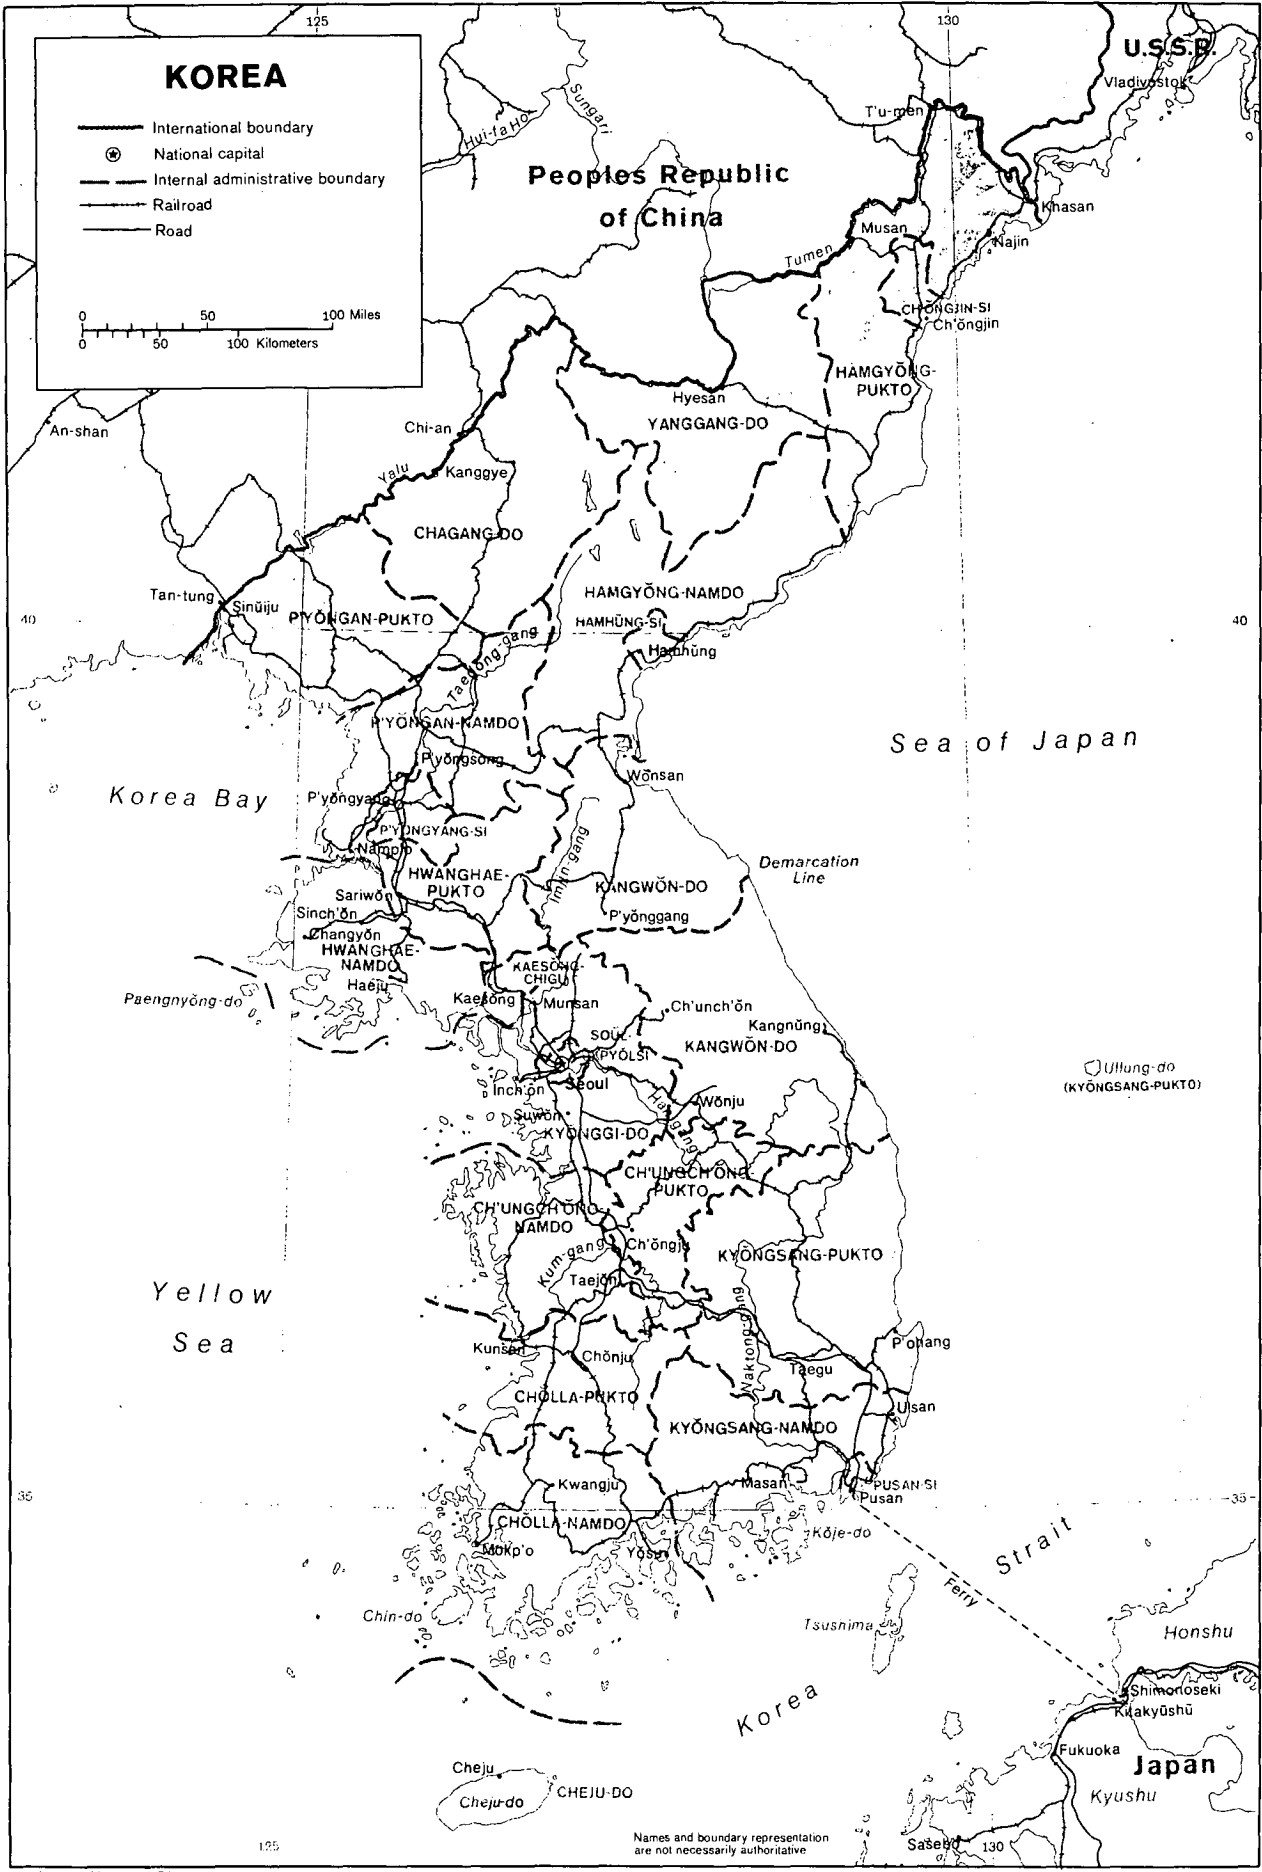 125
130
U.S.S.R.
Vladivostok
KOREA
International boundary
National capital
Internal administrative boundary
Railroad
Road
0 50 100 Miles
0 50 100 Kilometers
Sungari
Hui-fa Ho
T'u-men
Peoples Republic
of China
Khasan
Musan
Najin
Tumen
CH'ŎNGJIN-SI
Ch'ŏngjin
HAMGYŎNG-
PUKTO
Hyesan
YANGGANG-DO
An-shan
Chi-an
Yalu
Kanggye
CHAGANG-DO
Tan-tung
Sinŭiju
HAMGYŎNG-NAMDO
40
P'YŎNGAN-PUKTO
HAMHŬNG-SI
40
Hamhŭng
Taedong-gang
P'YŎNGAN-NAMDO
Sea of Japan
P'yŏngsŏng
Wŏnsan
Korea Bay
P'yŏngyang
P'YŎNGYANG-SI
Namp'o
Imjin-gang
Demarcation
Line
HWANGHAE-
PUKTO
KANGWŎN-DO
Sariwŏn
Sinch'ŏn
P'yŏnggang
Changyŏn
HWANGHAE-
NAMDO
KAESŎNG-
CHIGU
Haeju
Paengnyŏng-do
Kaesŏng
Munsan
Ch'unch'ŏn
Kangnŭng
SOUL-
PYŎLSI
KANGWŎN-DO
Ullung-do
(KYŎNGSANG-PUKTO)
Inch'ŏn
Seoul
Wŏnju
Han-gang
Suwŏn
KYŎNGGI-DO
CH'UNGCH'ŎNG-
PUKTO
CH'UNGCH'ŎNG-
NAMDO
Ch'ŏngju
KYŎNGSANG-PUKTO
Kum-gang
Taejŏn
Yellow
Sea
Naktong-gang
P'ohang
Kunsan
Chŏnju
Taegu
CHŎLLA-PUKTO
Ulsan
KYŎNGSANG-NAMDO
Kwangju
Masan
PUSAN-SI
Pusan
35
35
CHŎLLA-NAMDO
Kŏje-do
Mokp'o
Yŏsu
Strait
Ferry
Chin-do
Tsushima
Honshu
Korea
Shimonoseki
Kitakyūshū
Fukuoka
Japan
Cheju
CHEJU-DO
Cheju-do
Kyushu
125
Names and boundary representation
are not necessarily authoritative
Sasebo
130